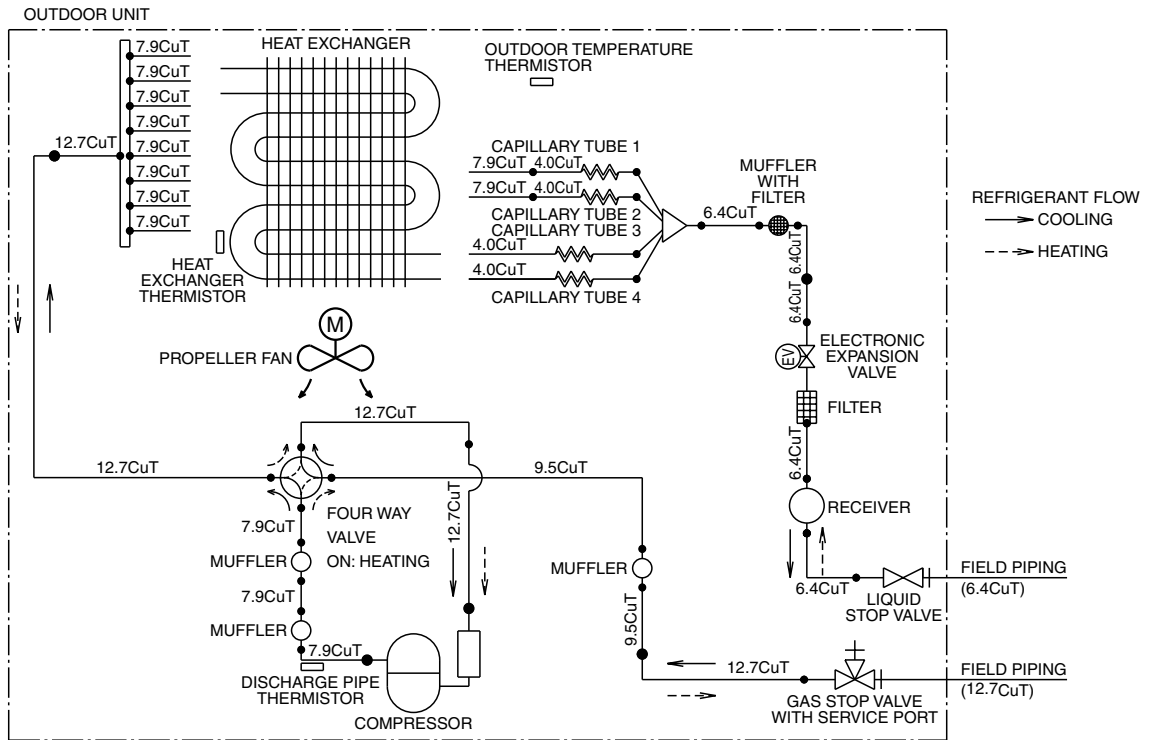 OUTDOOR UNIT
7.9CuT
7.9CuT
7.9CuT
7.9CuT
7.9CuT
7.9CuT
7.9CuT
7.9CuT
12.7CuT
HEAT EXCHANGER
OUTDOOR TEMPERATURE
THERMISTOR
HEAT
EXCHANGER
THERMISTOR
CAPILLARY TUBE 1
7.9CuT 4.0CuT
7.9CuT 4.0CuT
CAPILLARY TUBE 2
CAPILLARY TUBE 3
4.0CuT
4.0CuT
CAPILLARY TUBE 4
6.4CuT
MUFFLER
WITH
FILTER
6.4CuT
6.4CuT
REFRIGERANT FLOW
COOLING
HEATING
M
PROPELLER FAN
EV
ELECTRONIC
EXPANSION
VALVE
FILTER
6.4CuT
RECEIVER
12.7CuT
12.7CuT
9.5CuT
12.7CuT
7.9CuT
FOUR WAY
VALVE
ON: HEATING
MUFFLER
7.9CuT
MUFFLER
7.9CuT
DISCHARGE PIPE
THERMISTOR
COMPRESSOR
MUFFLER
9.5CuT
6.4CuT
LIQUID
STOP VALVE
FIELD PIPING
(6.4CuT)
12.7CuT
GAS STOP VALVE
WITH SERVICE PORT
FIELD PIPING
(12.7CuT)